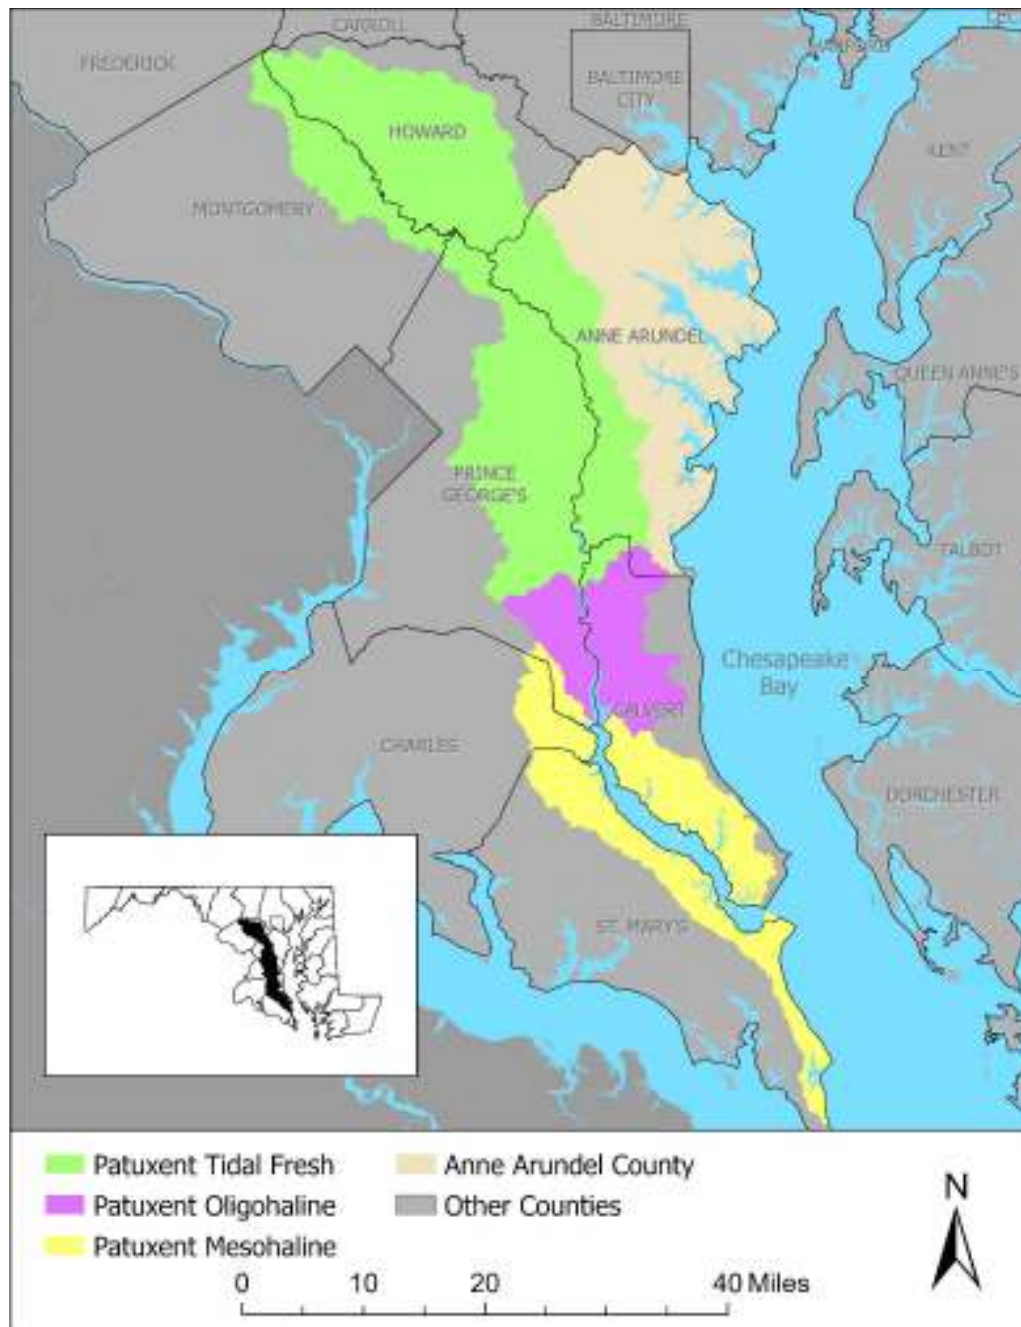 CARROLL
BALTIMORE
HARFORD
FREDERICK
BALTIMORE
CITY
HOWARD
KENT
MONTGOMERY
ANNE ARUNDEL
QUEEN ANNE'S
PRINCE
GEORGE'S
TALBOT
Chesapeake
Bay
CALVERT
CHARLES
DORCHESTER
ST. MARY'S
Patuxent Tidal Fresh
Anne Arundel County
Patuxent Oligohaline
Other Counties
Patuxent Mesohaline
N
0 10 20 40 Miles